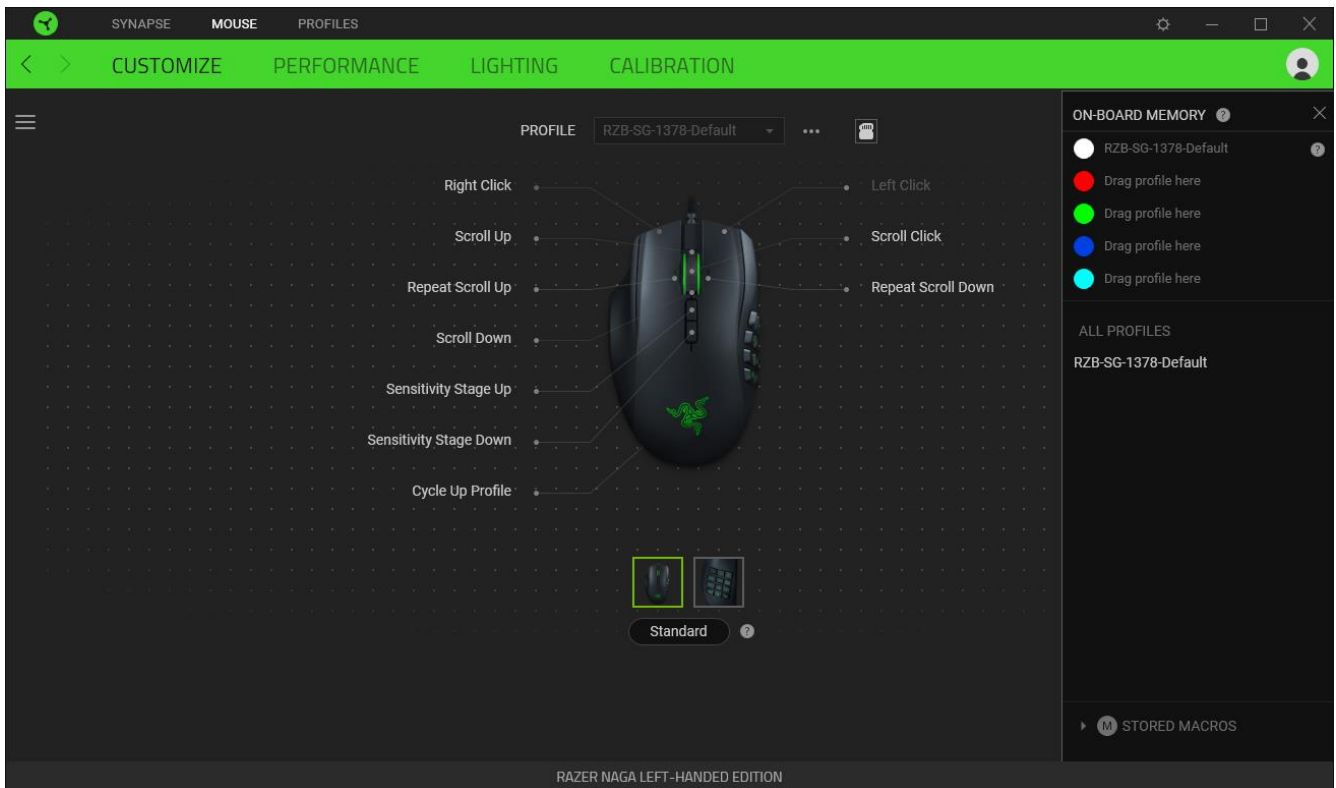 SYNAPSE MOUSE PROFILES
CUSTOMIZE PERFORMANCE LIGHTING CALIBRATION
PROFILE RZB-SG-1378-Default
Right Click
Left Click
Scroll Up
Scroll Click
Repeat Scroll Up
Repeat Scroll Down
Scroll Down
Sensitivity Stage Up
Sensitivity Stage Down
Cycle Up Profile
Standard ?
ON-BOARD MEMORY ?
RZB-SG-1378-Default ?
Drag profile here
Drag profile here
Drag profile here
Drag profile here
ALL PROFILES
RZB-SG-1378-Default
M STORED MACROS
RAZER NAGA LEFT-HANDED EDITION